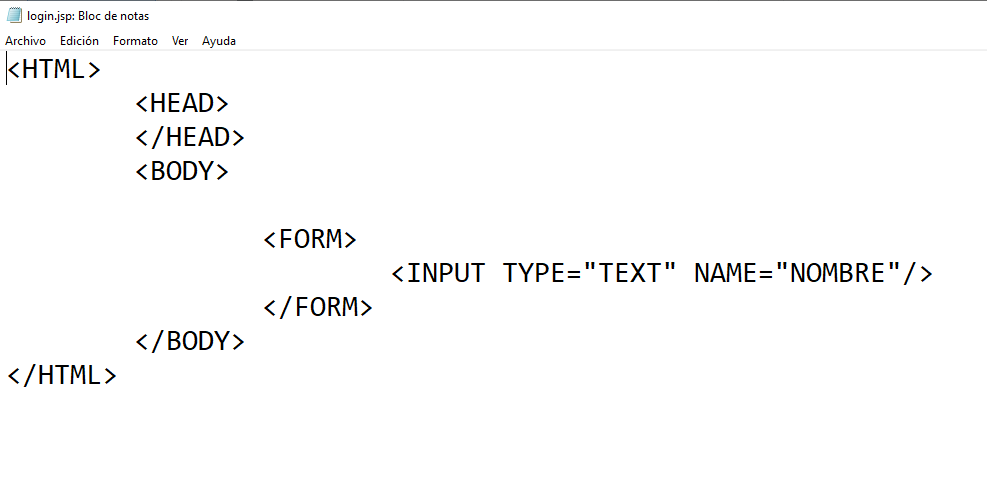 login.jsp: Bloc de notas
Archivo Edición Formato Ver Ayuda
<HTML>
<HEAD>
</HEAD>
<BODY>
<FORM>
<INPUT TYPE="TEXT" NAME="NOMBRE"/>
</FORM>
</BODY>
</HTML>